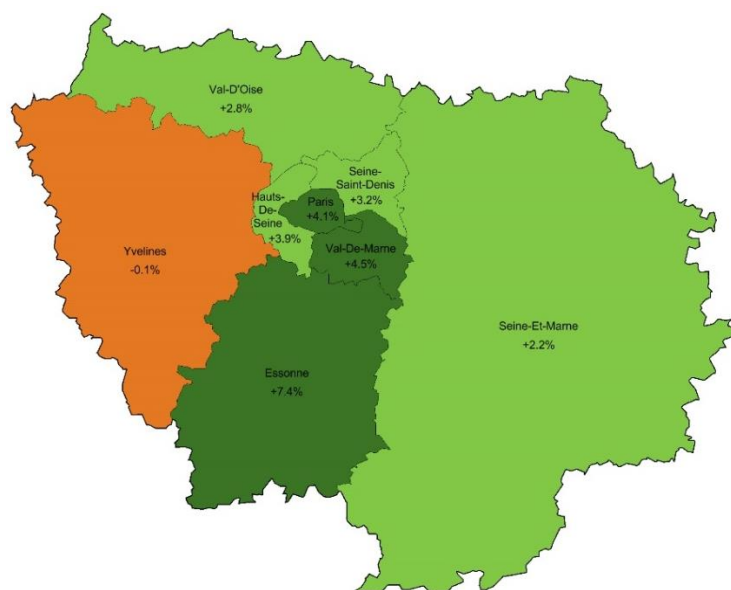 Val-D'Oise
+2.8%
Seine-
Saint-Denis
+3.2%
Hauts-
De-
Seine
+3.9%
Paris
+4.1%
Yvelines
-0.1%
Val-De-Marne
+4.5%
Seine-Et-Marne
+2.2%
Essonne
+7.4%